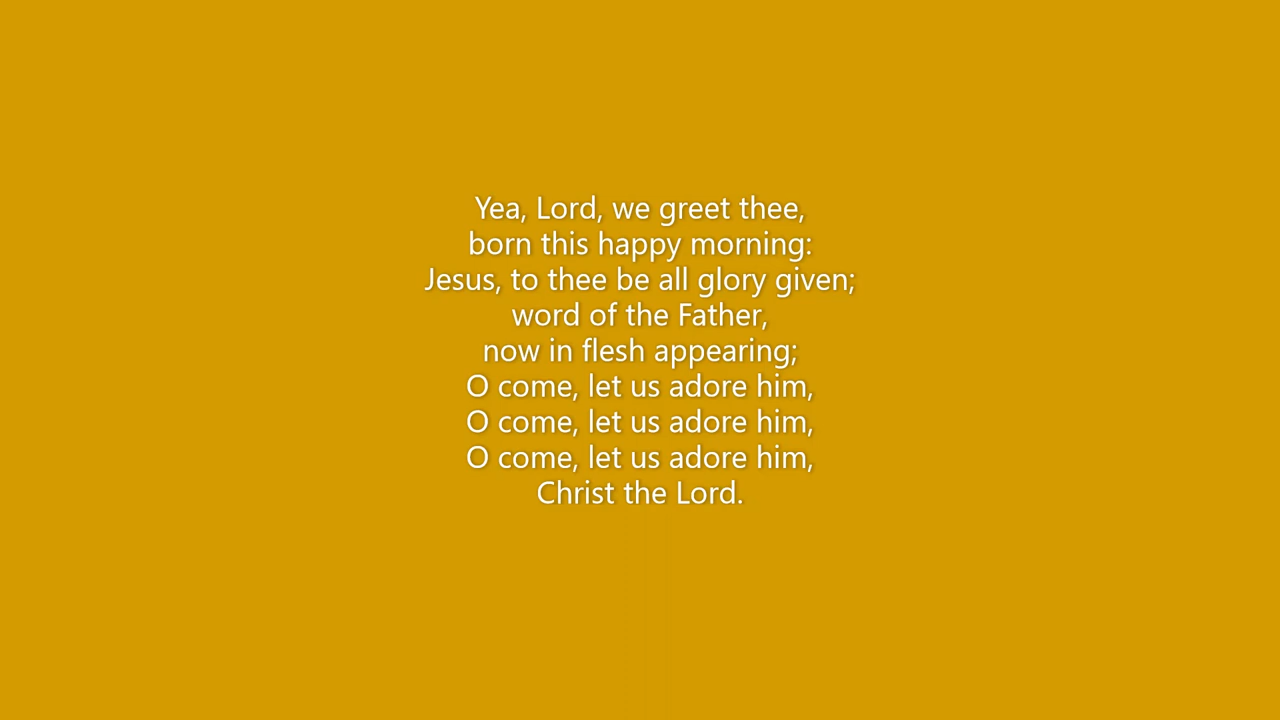 Yea, Lord, we greet thee,
born this happy morning:
Jesus, to thee be all glory given;
word of the Father,
now in flesh appearing;
O come, let us adore him,
O come, let us adore him,
O come, let us adore him,
Christ the Lord.